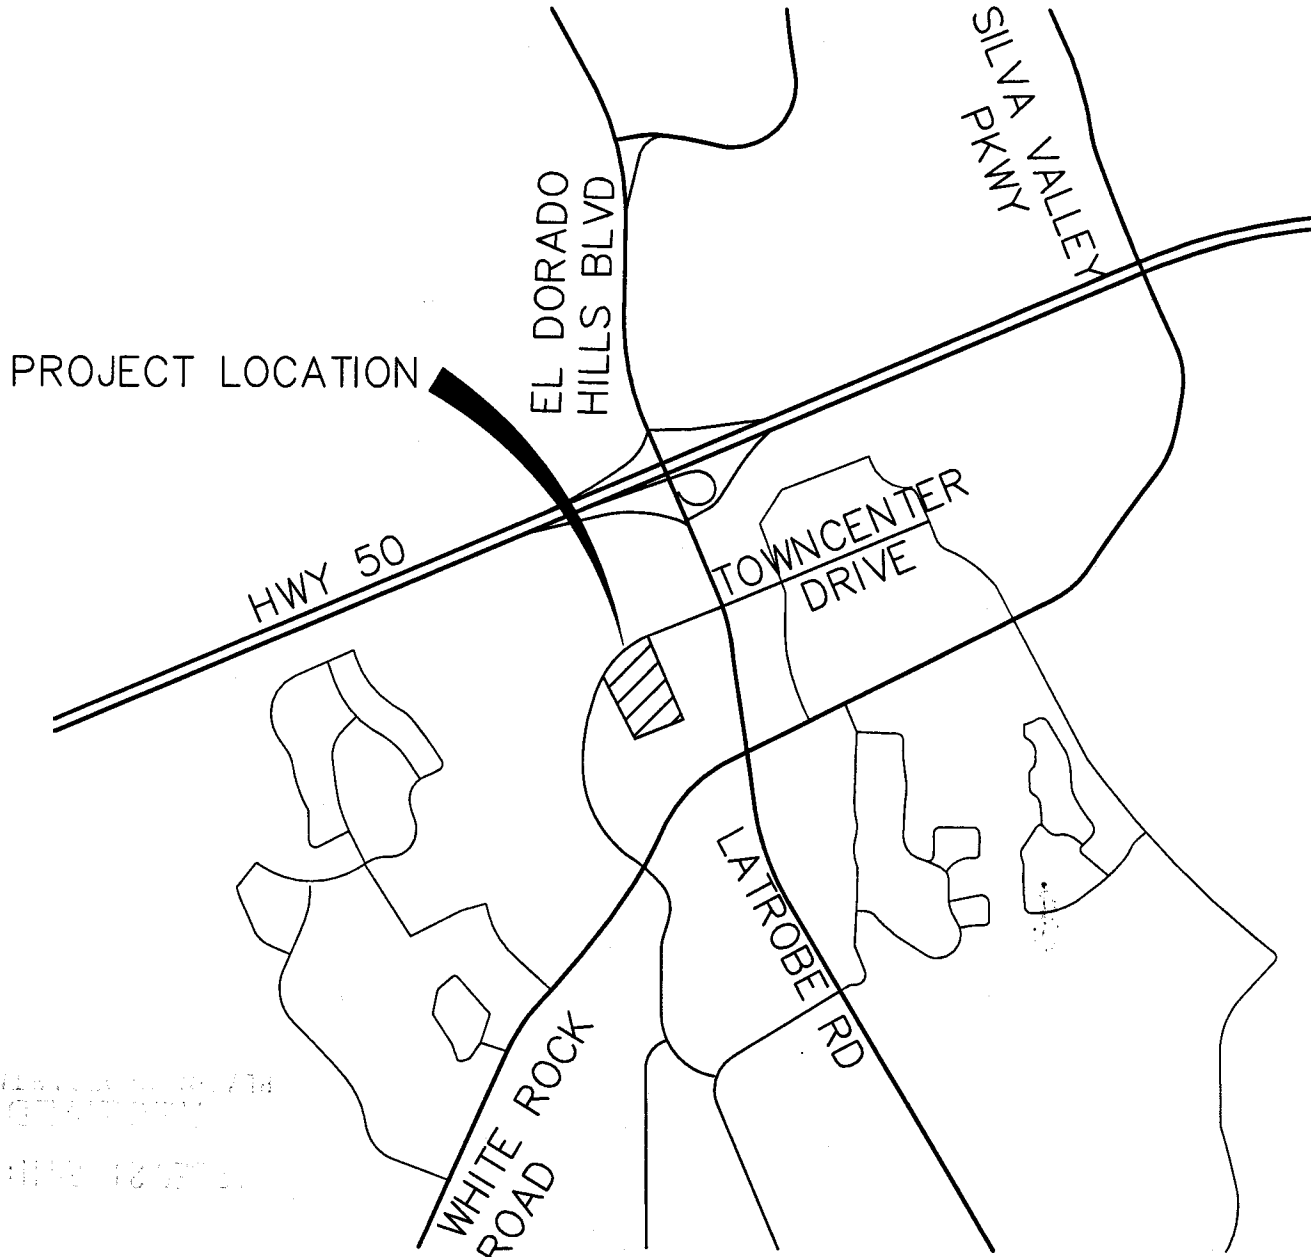 SILVA VALLEY
PKWY
EL DORADO
HILLS BLVD
PROJECT LOCATION
HWY 50
TOWNCENTER
DRIVE
LATROBE RD
WHITE ROCK
ROAD